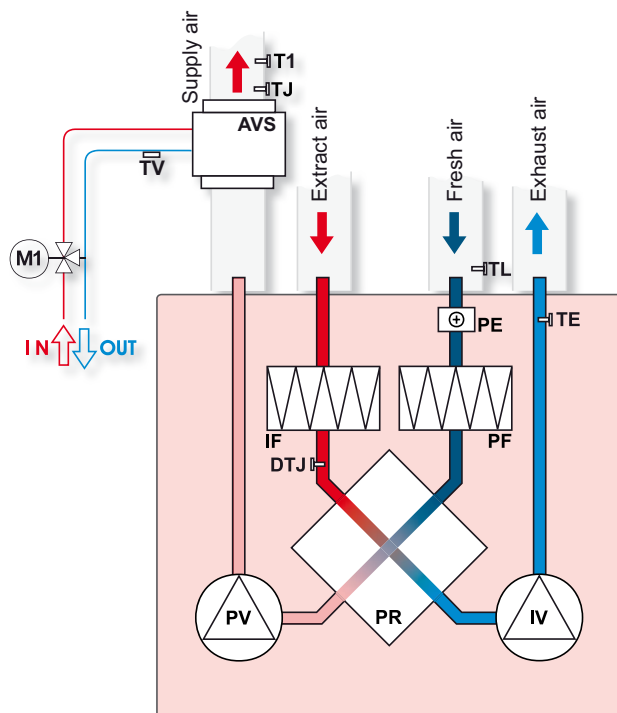 Supply air
T1
TJ
AVS
TV
Extract air
Fresh air
Exhaust air
M1
TL
IN
OUT
PE
TE
IF
PF
DTJ
PV
PR
IV